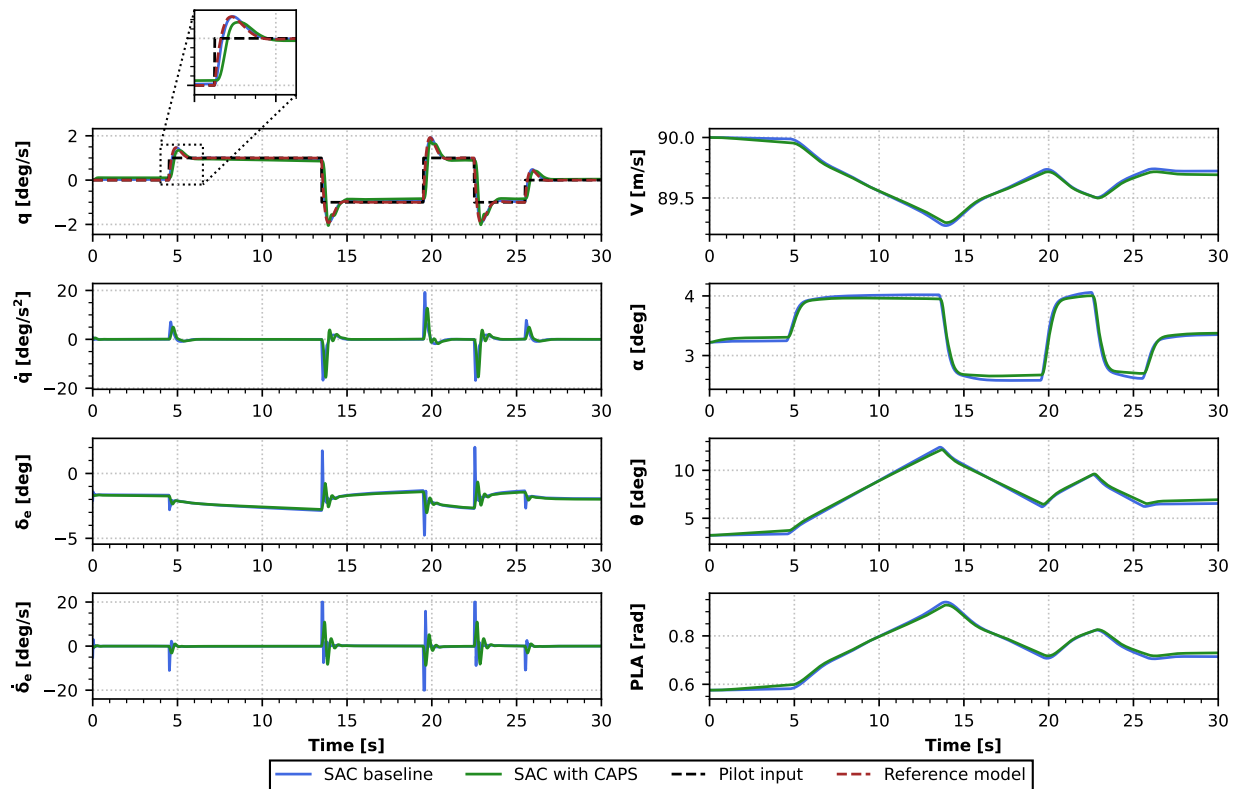 q [deg/s]
2
0
−2
0 5 10 15 20 25 30
V [m/s]
90.0
89.5
0 5 10 15 20 25 30
q̇ [deg/s²]
20
0
−20
0 5 10 15 20 25 30
α [deg]
4
3
0 5 10 15 20 25 30
δₑ [deg]
0
−5
0 5 10 15 20 25 30
θ [deg]
10
5
0 5 10 15 20 25 30
δ̇ₑ [deg/s]
20
0
−20
0 5 10 15 20 25 30
Time [s]
PLA [rad]
0.8
0.6
0 5 10 15 20 25 30
Time [s]
SAC baseline SAC with CAPS Pilot input Reference model